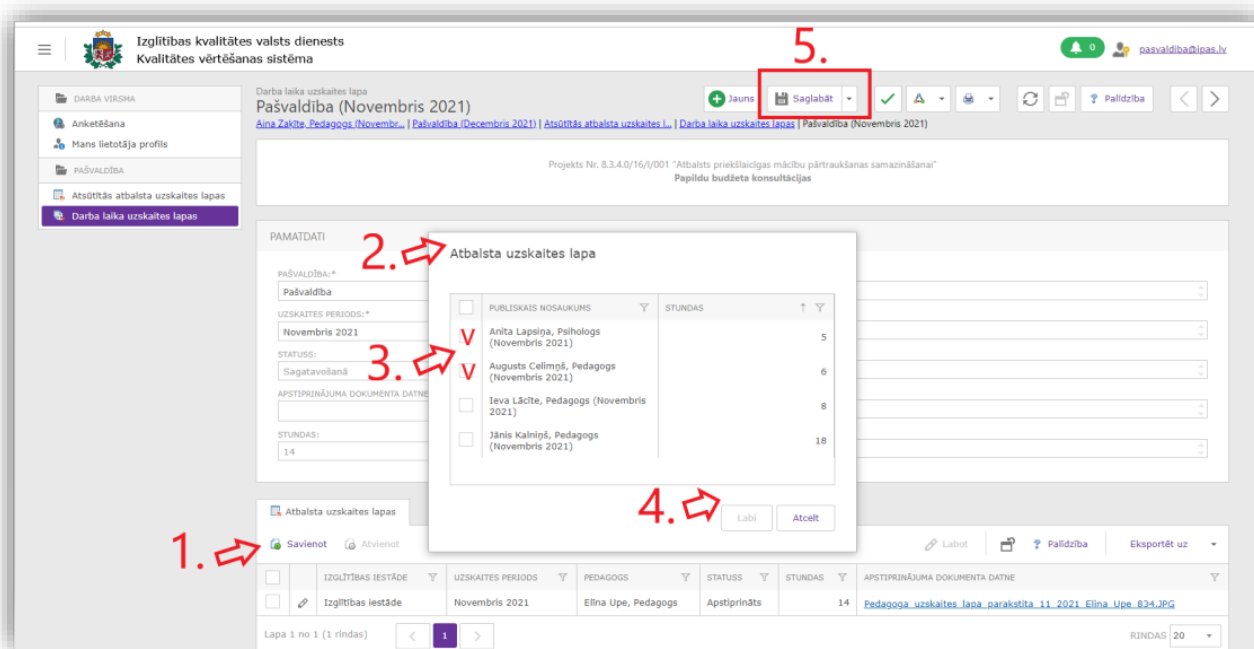 Izglītības kvalitātes valsts dienests
Kvalitātes vērtēšanas sistēma
5.
0
pasvaldiba@ipas.lv
DARBA VIRSMA
Anketēšana
Mans lietotāja profils
PAŠVALDĪBA
Atsūtītās atbalsta uzskaites lapas
Darba laika uzskaites lapas
Darba laika uzskaites lapa
Pašvaldība (Novembris 2021)
Jauns
Saglabāt
Palīdzība
Aina Zaķīte, Pedagogs (Novembr... | Pašvaldība (Decembris 2021) | Atsūtītās atbalsta uzskaites l... | Darba laika uzskaites lapas | Pašvaldība (Novembris 2021)
Projekts Nr. 8.3.4.0/16/I/001 "Atbalsts priekšlaicīgas mācību pārtraukšanas samazināšanai"
Papildu budžeta konsultācijas
PAMATDATI
PAŠVALDĪBA:*
Pašvaldība
UZSKAITES PERIODS:*
Novembris 2021
STATUSS:
Sagatavošanā
APSTIPRINĀJUMA DOKUMENTA DATNE
STUNDAS:
14
2.
Atbalsta uzskaites lapa
PUBLISKAIS NOSAUKUMS
STUNDAS
3.
V
Anita Lapsiņa, Psihologs
(Novembris 2021)
5
V
Augusts Celimņš, Pedagogs
(Novembris 2021)
6
Ieva Lācīte, Pedagogs (Novembris
2021)
8
Jānis Kalniņš, Pedagogs
(Novembris 2021)
18
4.
Labi
Atcelt
Atbalsta uzskaites lapas
1.
Savienot
Atvienot
Labot
Palīdzība
Eksportēt uz
IZGLĪTĪBAS IESTĀDE
UZSKAITES PERIODS
PEDAGOGS
STATUSS
STUNDAS
APSTIPRINĀJUMA DOKUMENTA DATNE
Izglītības iestāde
Novembris 2021
Elīna Upe, Pedagogs
Apstiprināts
14
Pedagoga_uzskaites_lapa_parakstita_11_2021_Elina_Upe_834.JPG
Lapa 1 no 1 (1 rindas)
1
RINDAS 20